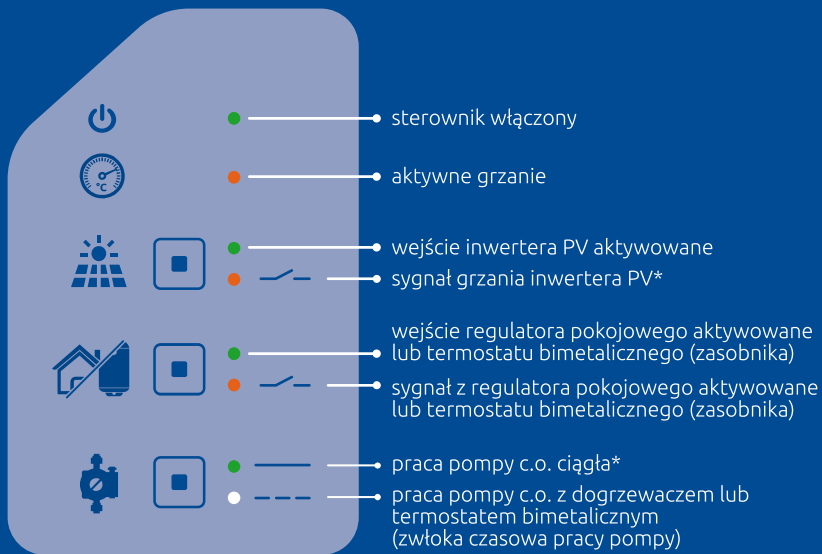 sterownik włączony
°C
aktywne grzanie
wejście inwertera PV aktywowane
sygnał grzania inwertera PV*
wejście regulatora pokojowego aktywowane
lub termostatu bimetalicznego (zasobnika)
sygnał z regulatora pokojowego aktywowane
lub termostatu bimetalicznego (zasobnika)
praca pompy c.o. ciągła*
praca pompy c.o. z dogrzewaczem lub
termostatem bimetalicznym
(zwłoka czasowa pracy pompy)